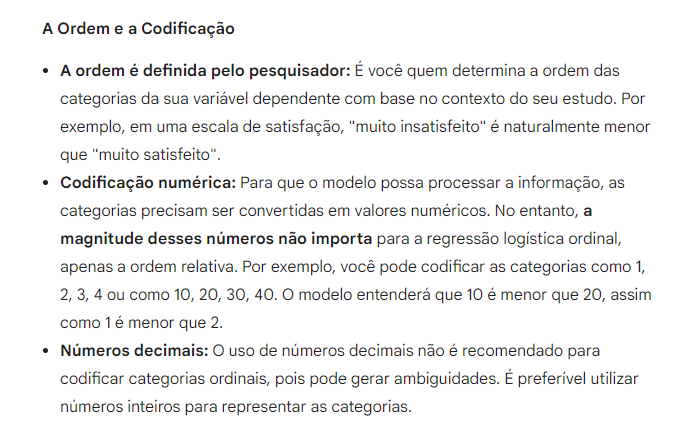 A Ordem e a Codificação
• A ordem é definida pelo pesquisador: É você quem determina a ordem das
categorias da sua variável dependente com base no contexto do seu estudo. Por
exemplo, em uma escala de satisfação, "muito insatisfeito" é naturalmente menor
que "muito satisfeito".
• Codificação numérica: Para que o modelo possa processar a informação, as
categorias precisam ser convertidas em valores numéricos. No entanto, a
magnitude desses números não importa para a regressão logística ordinal,
apenas a ordem relativa. Por exemplo, você pode codificar as categorias como 1,
2, 3, 4 ou como 10, 20, 30, 40. O modelo entenderá que 10 é menor que 20, assim
como 1 é menor que 2.
• Números decimais: O uso de números decimais não é recomendado para
codificar categorias ordinais, pois pode gerar ambiguidades. É preferível utilizar
números inteiros para representar as categorias.